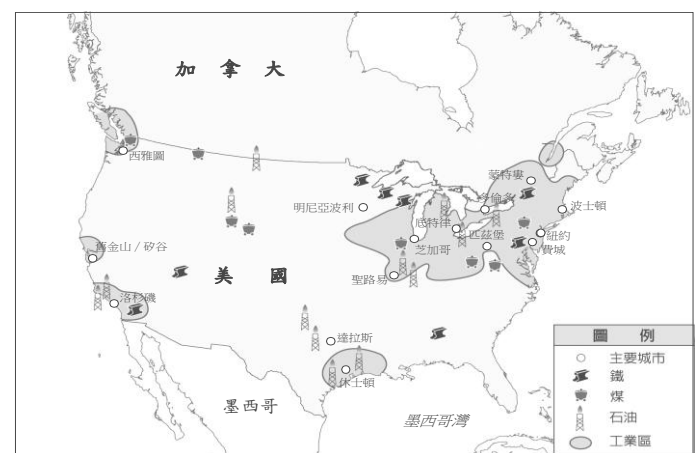 加 拿 大
西雅圖
蒙特婁
多倫多
波士頓
明尼亞波利
底特律
匹茲堡
紐約
費城
芝加哥
舊金山／矽谷
美 國
聖路易
洛杉磯
達拉斯
休士頓
墨西哥
墨西哥灣
圖 例
主要城市
鐵
煤
石油
工業區